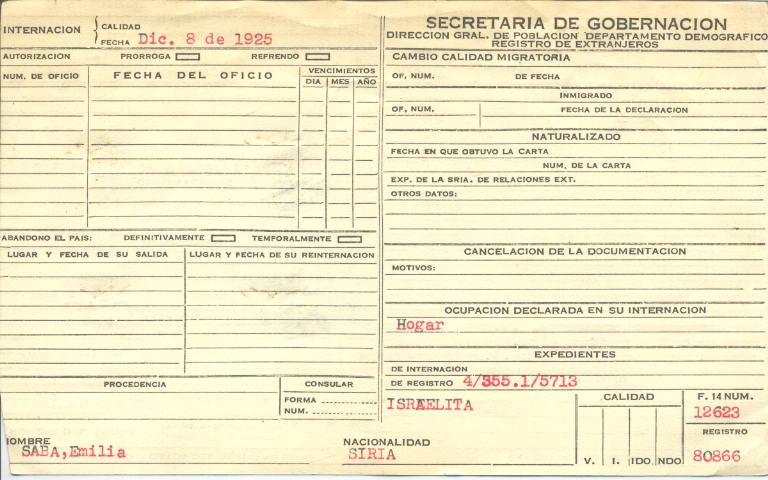 INTERNACION
CALIDAD
FECHA Dic. 8 de 1925
AUTORIZACION PRORROGA REFRENDO
NUM. DE OFICIO FECHA DEL OFICIO VENCIMIENTOS
DIA MES AÑO
ABANDONO EL PAIS: DEFINITIVAMENTE TEMPORALMENTE
LUGAR Y FECHA DE SU SALIDA LUGAR Y FECHA DE SU REINTERNACION
PROCEDENCIA CONSULAR
FORMA
NUM.
SECRETARIA DE GOBERNACION
DIRECCION GRAL. DE POBLACION DEPARTAMENTO DEMOGRAFICO
REGISTRO DE EXTRANJEROS
CAMBIO CALIDAD MIGRATORIA
OF. NUM. DE FECHA
INMIGRADO
OF, NUM. FECHA DE LA DECLARACION
NATURALIZADO
FECHA EN QUE OBTUVO LA CARTA
NUM, DE LA CARTA
EXP. DE LA SRIA. DE RELACIONES EXT.
OTROS DATOS:
CANCELACION DE LA DOCUMENTACION
MOTIVOS:
OCUPACION DECLARADA EN SU INTERNACION
Hogar
EXPEDIENTES
DE INTERNACION
DE REGISTRO 4/355.1/5713
ISRAELITA
CALIDAD
V. I. IDO NDO
F. 14 NUM.
12623
REGISTRO
80866
IOMBRE
SABA,Emilia
NACIONALIDAD
SIRIA